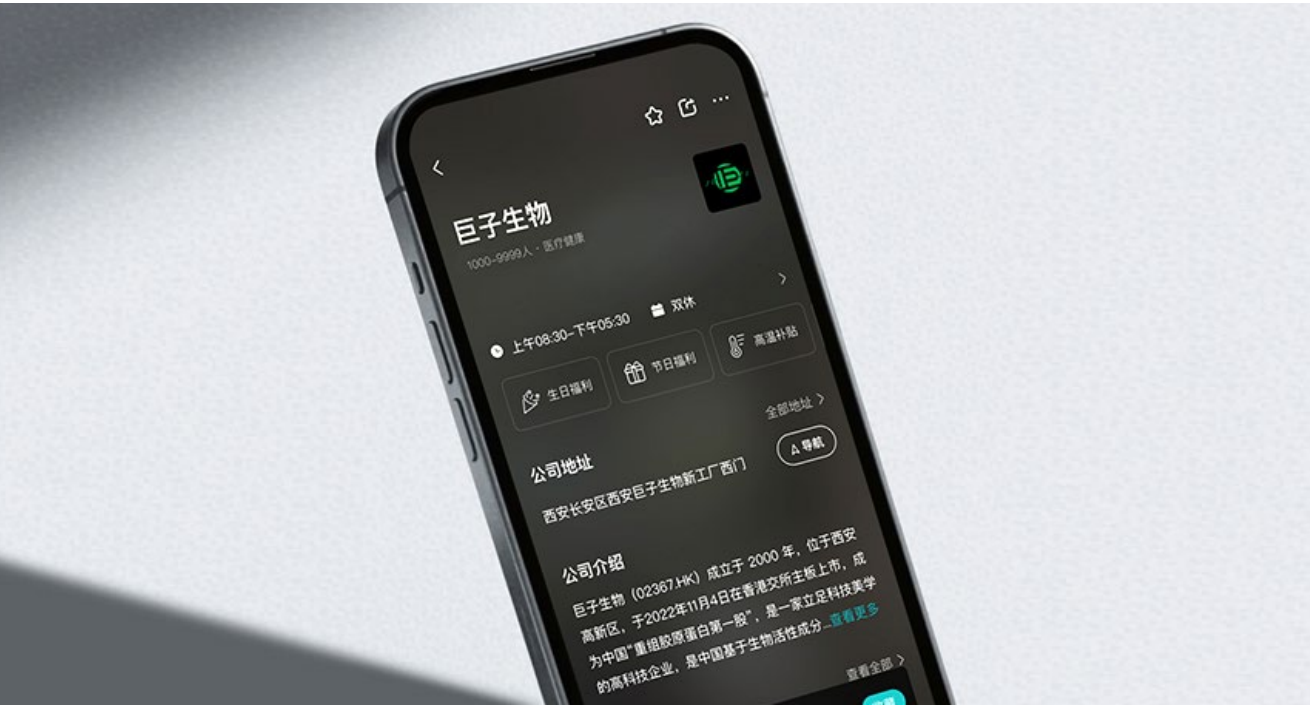 巨子生物
1000-9999人 · 医疗健康
上午08:30-下午05:30 双休
生日福利 节日福利 高温补贴
全部地址
公司地址
导航
西安长安区西安巨子生物新工厂西门
公司介绍
巨子生物（02367.HK）成立于 2000 年，位于西安
高新区，于2022年11月4日在香港交所主板上市，成
为中国“重组胶原蛋白第一股”，是一家立足科技美学
的高科技企业，是中国基于生物活性成分...查看更多
查看全部